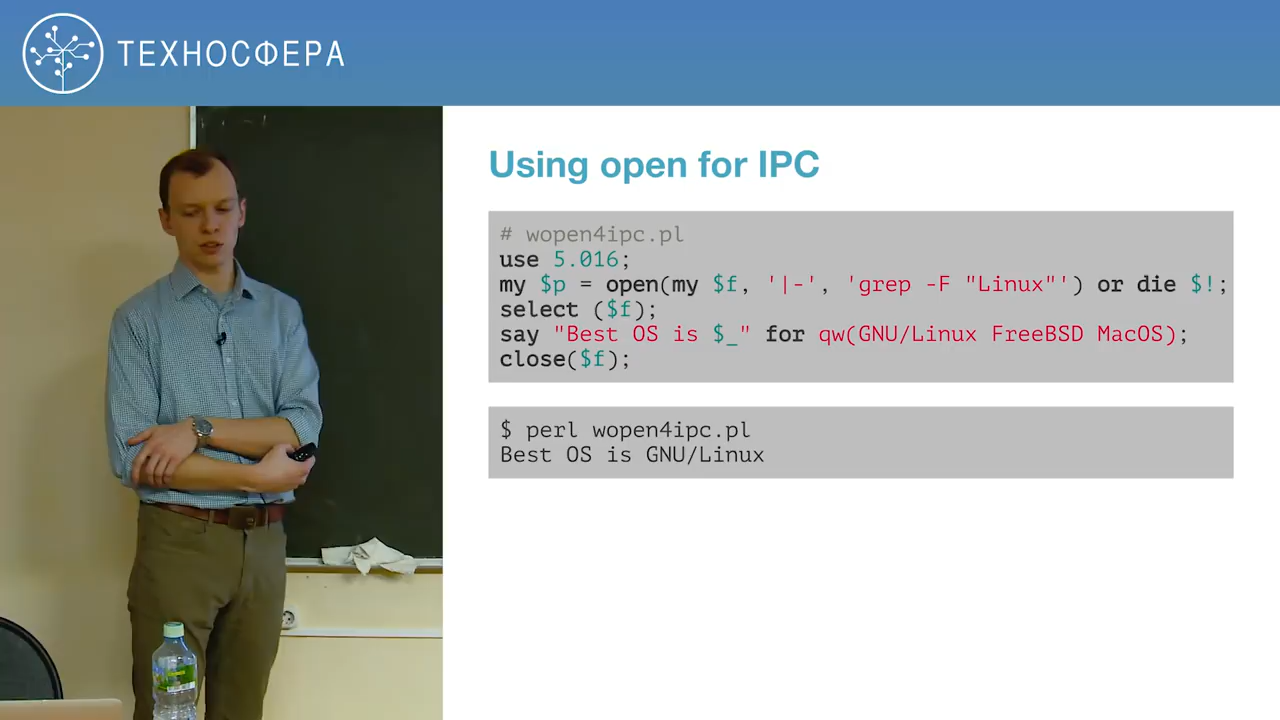 ТЕХНОСФЕРА
Using open for IPC
# wopen4ipc.pl
use 5.016;
my $p = open(my $f, '|-', 'grep -F "Linux"') or die $!;
select ($f);
say "Best OS is $_" for qw(GNU/Linux FreeBSD MacOS);
close($f);
$ perl wopen4ipc.pl
Best OS is GNU/Linux